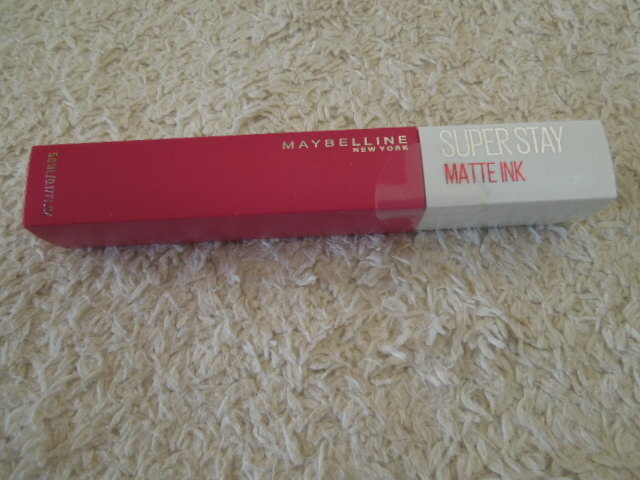 MAYBELLINE
NEW YORK
SUPER STAY
MATTE INK